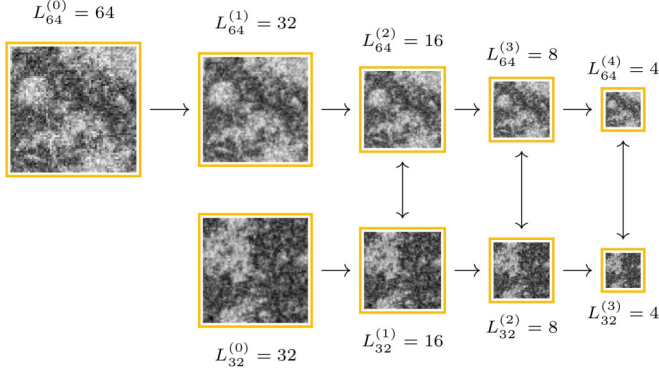 L_{64}^{(0)} = 64
L_{64}^{(1)} = 32
L_{64}^{(2)} = 16
L_{64}^{(3)} = 8
L_{64}^{(4)} = 4
L_{32}^{(0)} = 32
L_{32}^{(1)} = 16
L_{32}^{(2)} = 8
L_{32}^{(3)} = 4